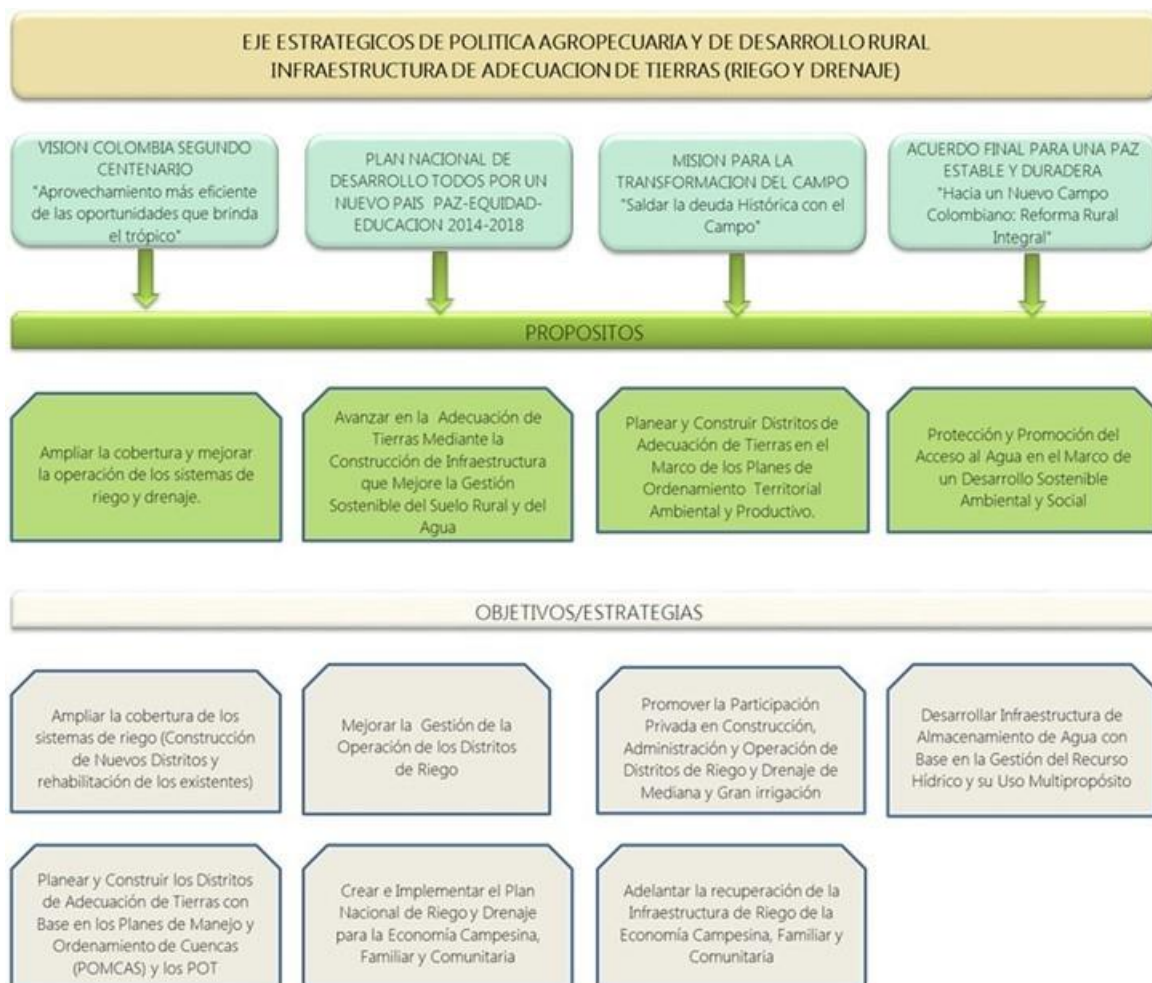 EJE ESTRATEGICOS DE POLITICA AGROPECUARIA Y DE DESARROLLO RURAL
INFRAESTRUCTURA DE ADECUACION DE TIERRAS (RIEGO Y DRENAJE)
VISION COLOMBIA SEGUNDO
CENTENARIO
"Aprovechamiento más eficiente
de las oportunidades que brinda
el trópico"
PLAN NACIONAL DE
DESARROLLO TODOS POR UN
NUEVO PAIS PAZ-EQUIDAD-
EDUCACION 2014-2018
MISION PARA LA
TRANSFORMACION DEL CAMPO
"Saldar la deuda Histórica con el
Campo"
ACUERDO FINAL PARA UNA PAZ
ESTABLE Y DURADERA
"Hacia un Nuevo Campo
Colombiano: Reforma Rural
Integral"
PROPOSITOS
Ampliar la cobertura y mejorar
la operación de los sistemas de
riego y drenaje.
Avanzar en la Adecuación de
Tierras Mediante la
Construcción de Infraestructura
que Mejore la Gestión
Sostenible del Suelo Rural y del
Agua
Planear y Construir Distritos de
Adecuación de Tierras en el
Marco de los Planes de
Ordenamiento Territorial
Ambiental y Productivo.
Protección y Promoción del
Acceso al Agua en el Marco de
un Desarrollo Sostenible
Ambiental y Social
OBJETIVOS/ESTRATEGIAS
Ampliar la cobertura de los
sistemas de riego (Construcción
de Nuevos Distritos y
rehabilitación de los existentes)
Mejorar la Gestión de la
Operación de los Distritos
de Riego
Promover la Participación
Privada en Construcción,
Administración y Operación de
Distritos de Riego y Drenaje de
Mediana y Gran irrigación
Desarrollar Infraestructura de
Almacenamiento de Agua con
Base en la Gestión del Recurso
Hídrico y su Uso Multipropósito
Planear y Construir los Distritos
de Adecuación de Tierras con
Base en los Planes de Manejo y
Ordenamiento de Cuencas
(POMCAS) y los POT
Crear e Implementar el Plan
Nacional de Riego y Drenaje
para la Economía Campesina,
Familiar y Comunitaria
Adelantar la recuperación de la
Infraestructura de Riego de la
Economía Campesina, Familiar y
Comunitaria